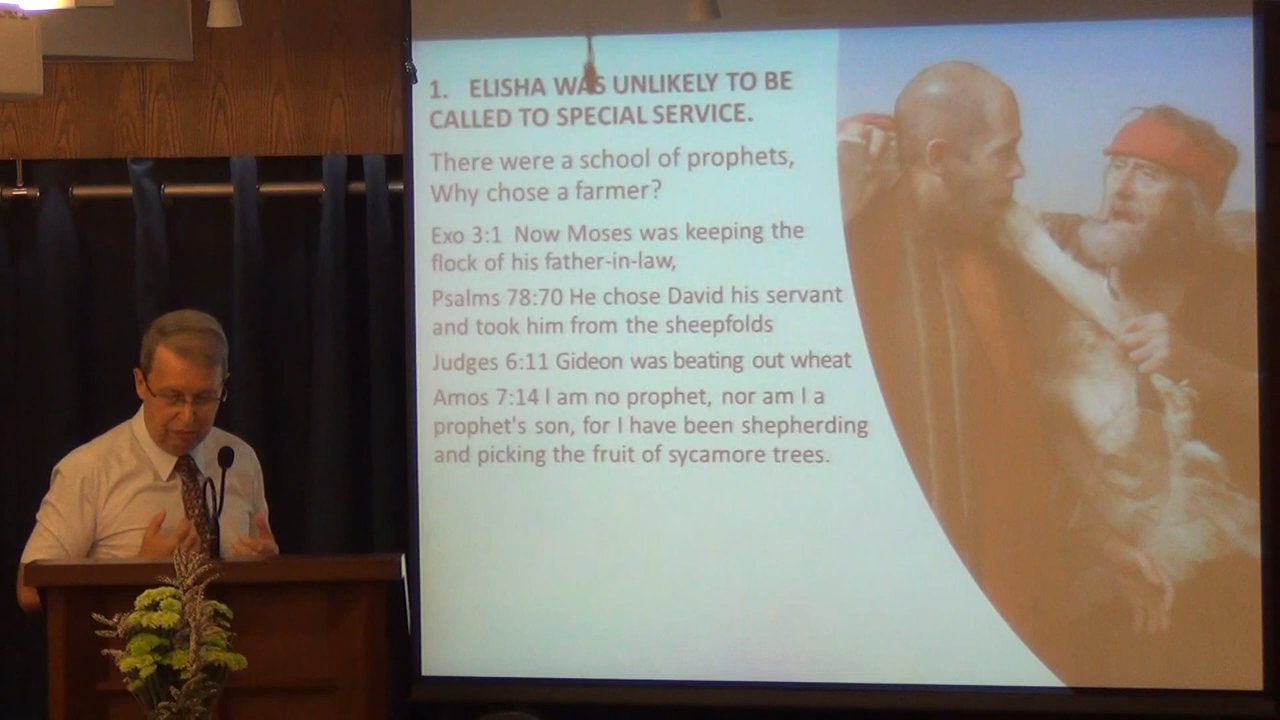 1. ELISHA WAS UNLIKELY TO BE
CALLED TO SPECIAL SERVICE.
There were a school of prophets,
Why chose a farmer?
Exo 3:1 Now Moses was keeping the
flock of his father-in-law,
Psalms 78:70 He chose David his servant
and took him from the sheepfolds
Judges 6:11 Gideon was beating out wheat
Amos 7:14 I am no prophet, nor am I a
prophet's son, for I have been shepherding
and picking the fruit of sycamore trees.